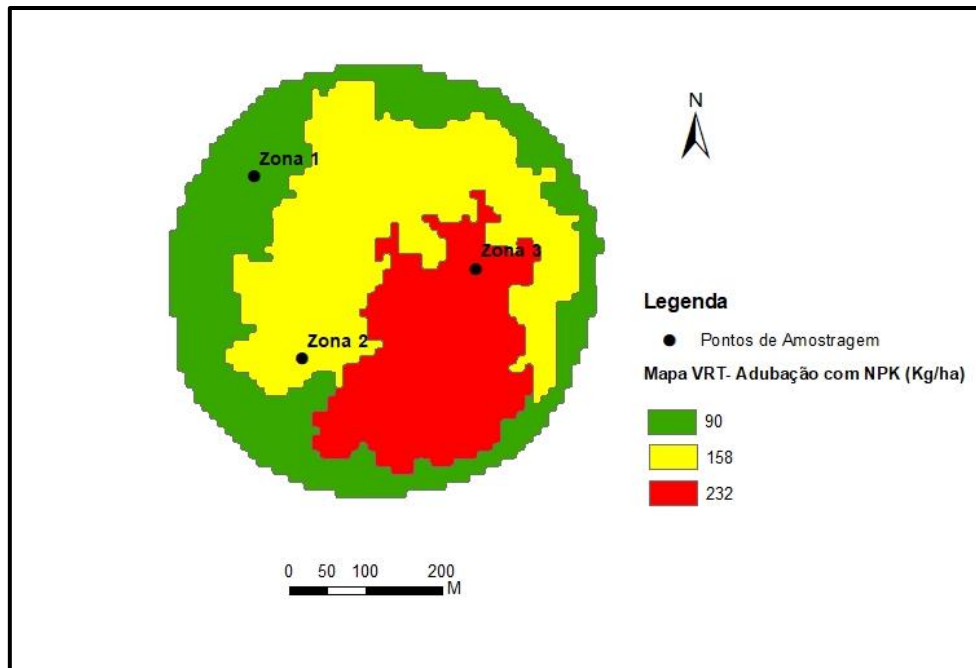 N
Zona 1
Zona 3
Zona 2
Legenda
Pontos de Amostragem
Mapa VRT- Adubação com NPK (Kg/ha)
90
158
232
0 50 100 200
M